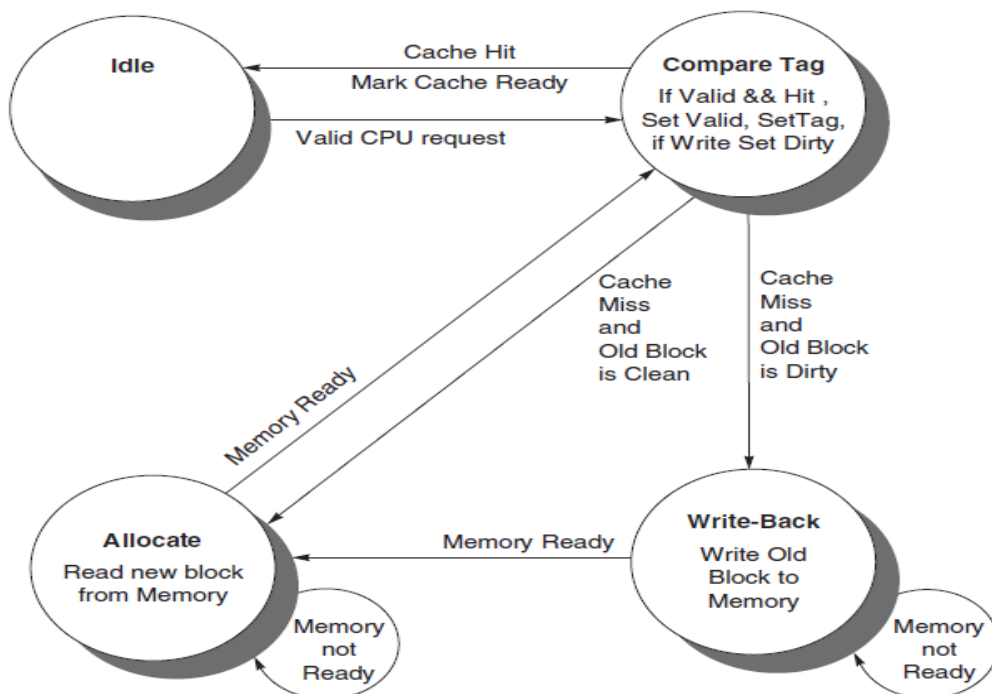 Idle
Cache Hit
Mark Cache Ready
Valid CPU request
Compare Tag
If Valid && Hit ,
Set Valid, SetTag,
if Write Set Dirty
Cache
Miss
and
Old Block
is Clean
Cache
Miss
and
Old Block
is Dirty
Memory Ready
Allocate
Read new block
from Memory
Memory
not
Ready
Memory Ready
Write-Back
Write Old
Block to
Memory
Memory
not
Ready